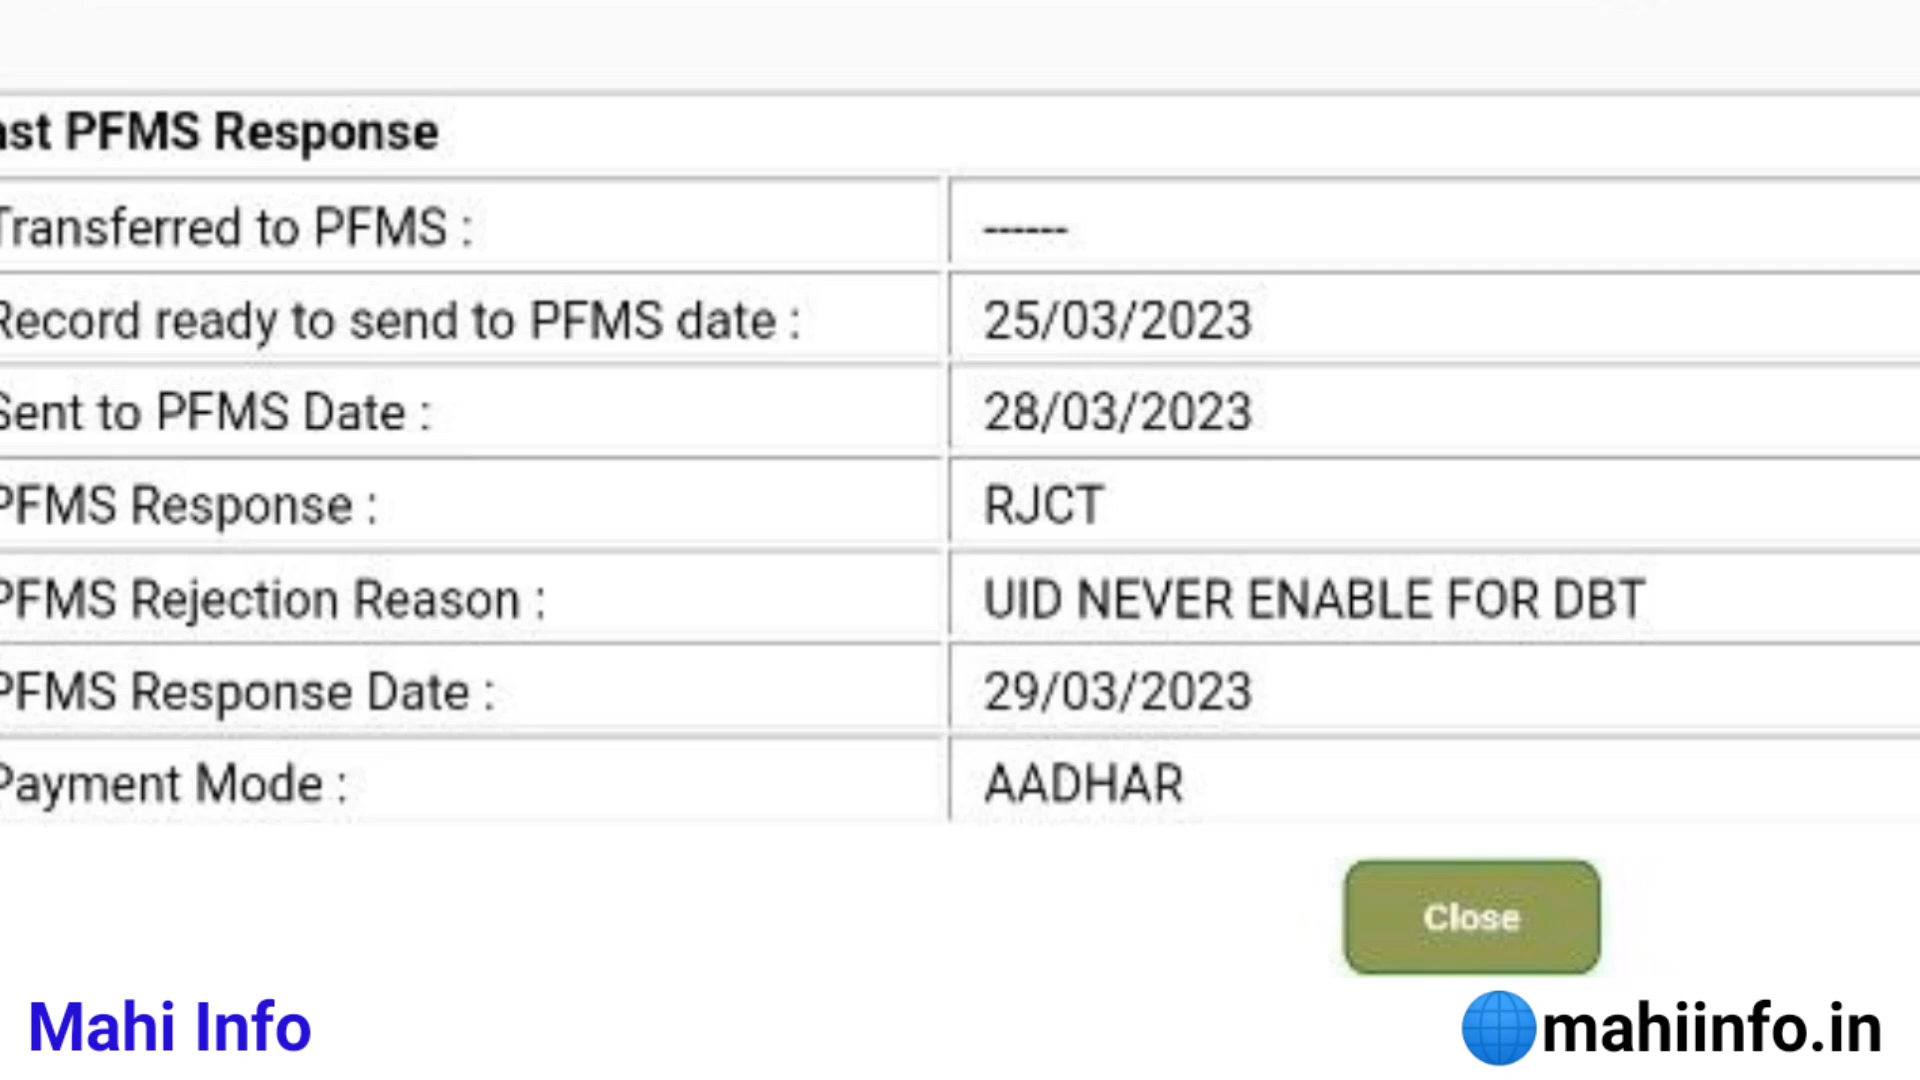 ast PFMS Response
Transferred to PFMS : ------
Record ready to send to PFMS date : 25/03/2023
Sent to PFMS Date : 28/03/2023
PFMS Response : RJCT
PFMS Rejection Reason : UID NEVER ENABLE FOR DBT
PFMS Response Date : 29/03/2023
Payment Mode : AADHAR
Close
Mahi Info
mahiinfo.in